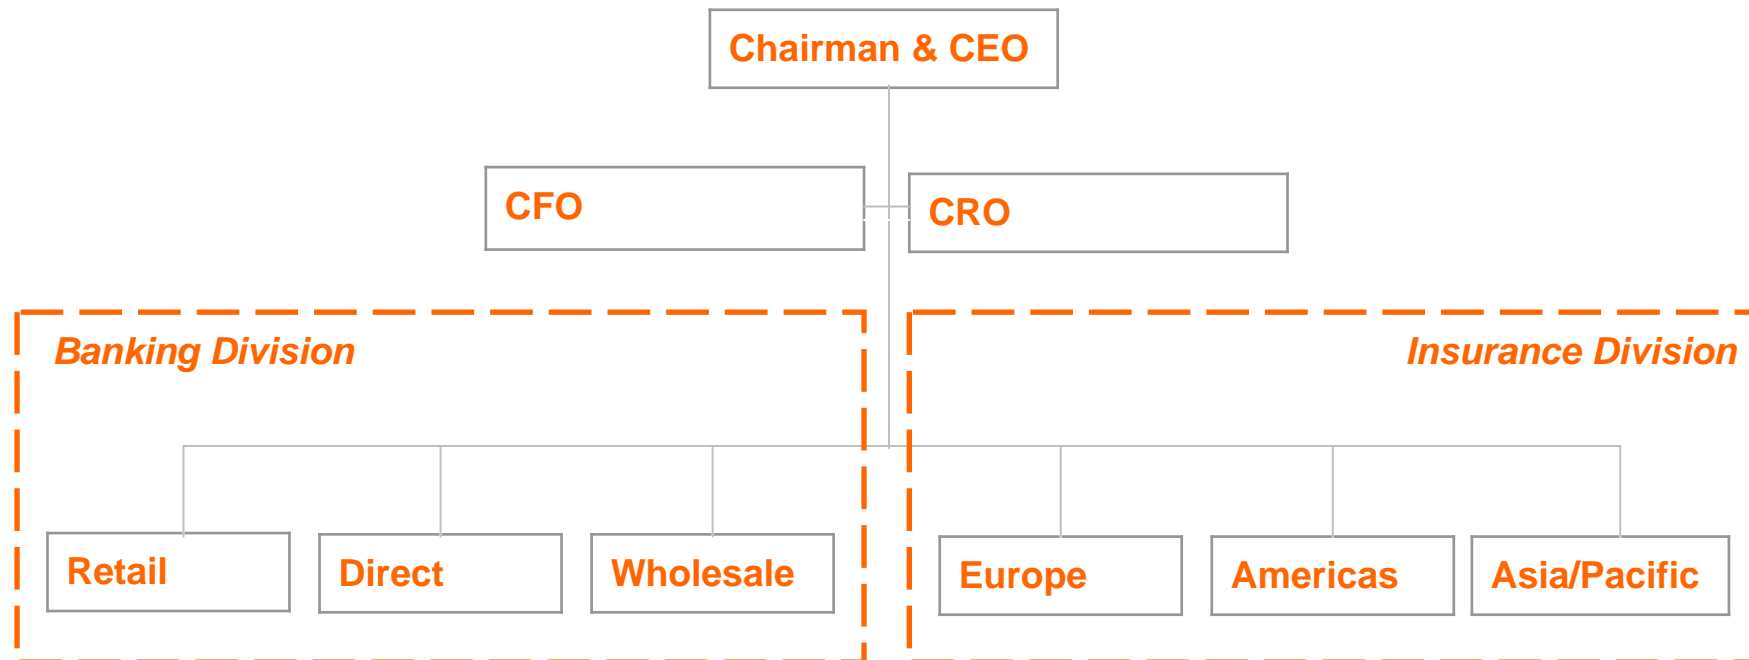 Chairman & CEO
CFO
CRO
Banking Division
Insurance Division
Retail
Direct
Wholesale
Europe
Americas
Asia/Pacific